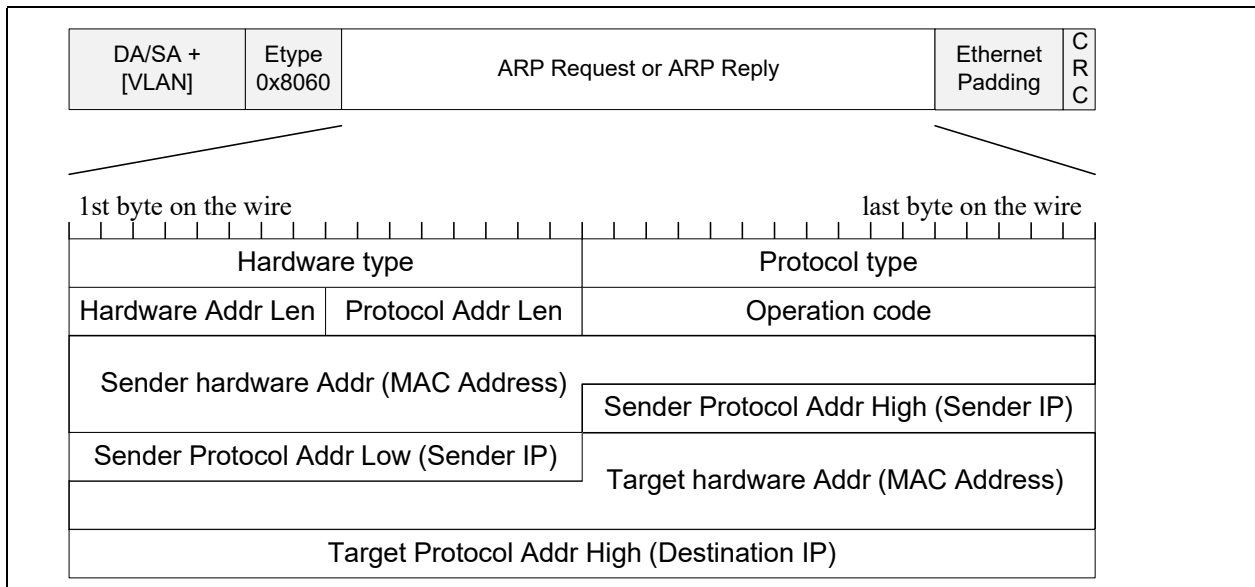 DA/SA +
[VLAN]
Etype
0x8060
ARP Request or ARP Reply
Ethernet
Padding
C
R
C
1st byte on the wire
last byte on the wire
Hardware type
Protocol type
Hardware Addr Len
Protocol Addr Len
Operation code
Sender hardware Addr (MAC Address)
Sender Protocol Addr High (Sender IP)
Sender Protocol Addr Low (Sender IP)
Target hardware Addr (MAC Address)
Target Protocol Addr High (Destination IP)